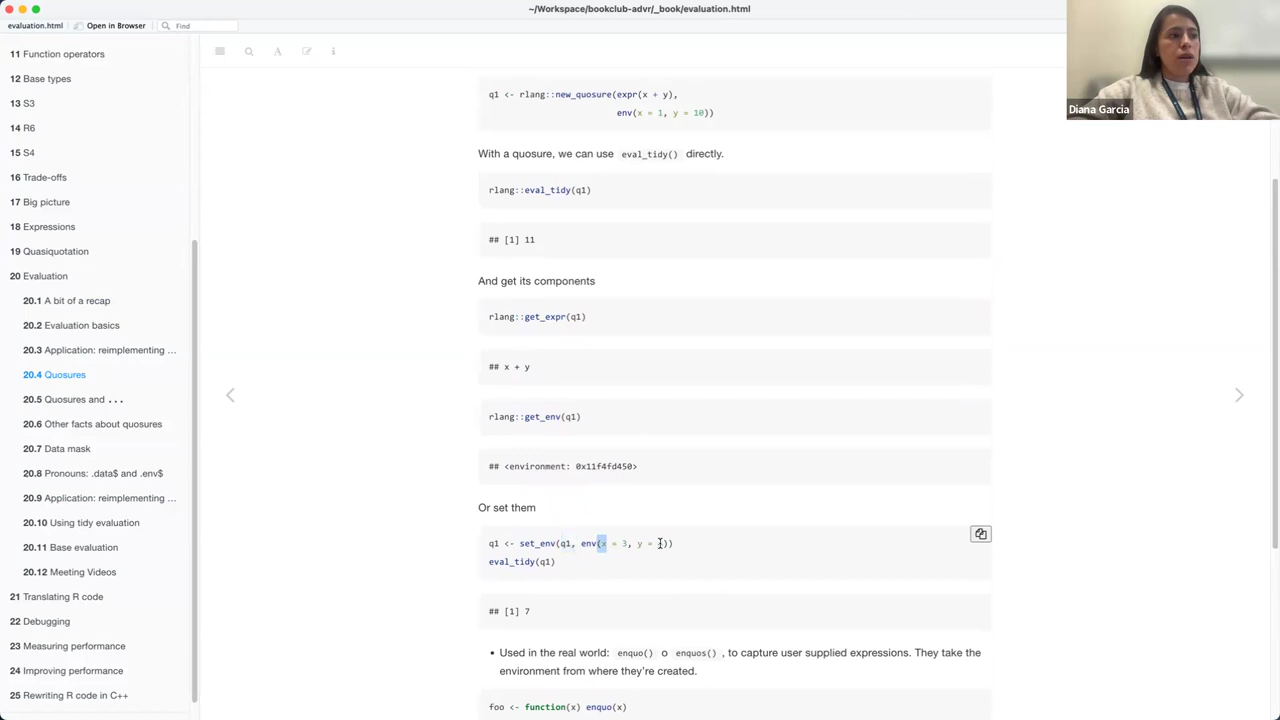 ~/Workspace/bookclub-advr/_book/evaluation.html
evaluation.html
Open in Browser
Find
Diana Garcia
11 Function operators
12 Base types
13 S3
14 R6
15 S4
16 Trade-offs
17 Big picture
18 Expressions
19 Quasiquotation
20 Evaluation
20.1 A bit of a recap
20.2 Evaluation basics
20.3 Application: reimplementing …
20.4 Quosures
20.5 Quosures and ...
20.6 Other facts about quosures
20.7 Data mask
20.8 Pronouns: .data$ and .env$
20.9 Application: reimplementing …
20.10 Using tidy evaluation
20.11 Base evaluation
20.12 Meeting Videos
21 Translating R code
22 Debugging
23 Measuring performance
24 Improving performance
25 Rewriting R code in C++
q1 <- rlang::new_quosure(expr(x + y),
env(x = 1, y = 10))
With a quosure, we can use eval_tidy() directly.
rlang::eval_tidy(q1)
## [1] 11
And get its components
rlang::get_expr(q1)
## x + y
rlang::get_env(q1)
## <environment: 0x11f4fd450>
Or set them
q1 <- set_env(q1, env(x = 3, y = ))
eval_tidy(q1)
## [1] 7
• Used in the real world: enquo() o enquos(), to capture user supplied expressions. They take the
environment from where they're created.
foo <- function(x) enquo(x)